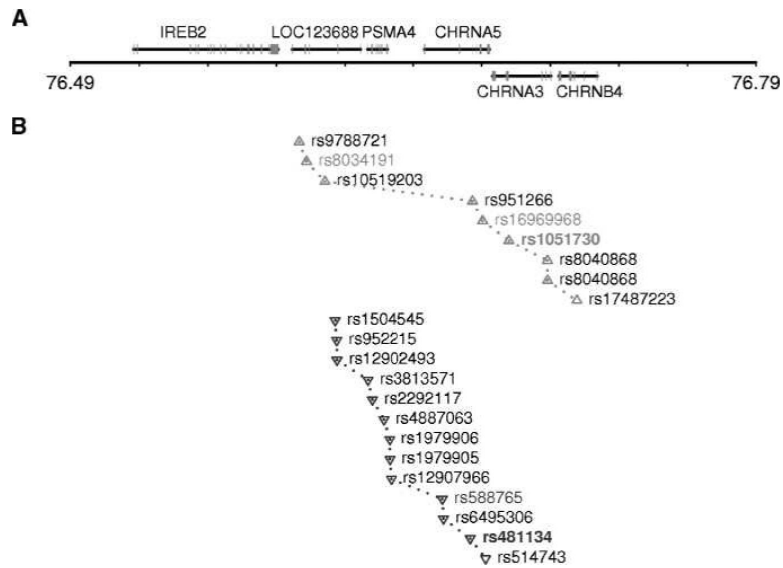 A
IREB2 LOC123688 PSMA4 CHRNA5
76.49 76.79
CHRNA3 CHRNB4
B
rs9788721
rs8034191
rs10519203
rs951266
rs16969968
rs1051730
rs8040868
rs8040868
rs17487223
rs1504545
rs952215
rs12902493
rs3813571
rs2292117
rs4887063
rs1979906
rs1979905
rs12907966
rs588765
rs6495306
rs481134
rs514743